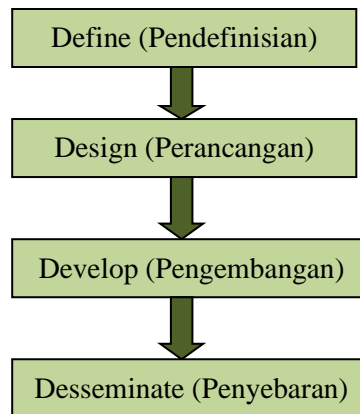 Define (Pendefinisian)
Design (Perancangan)
Develop (Pengembangan)
Desseminate (Penyebaran)